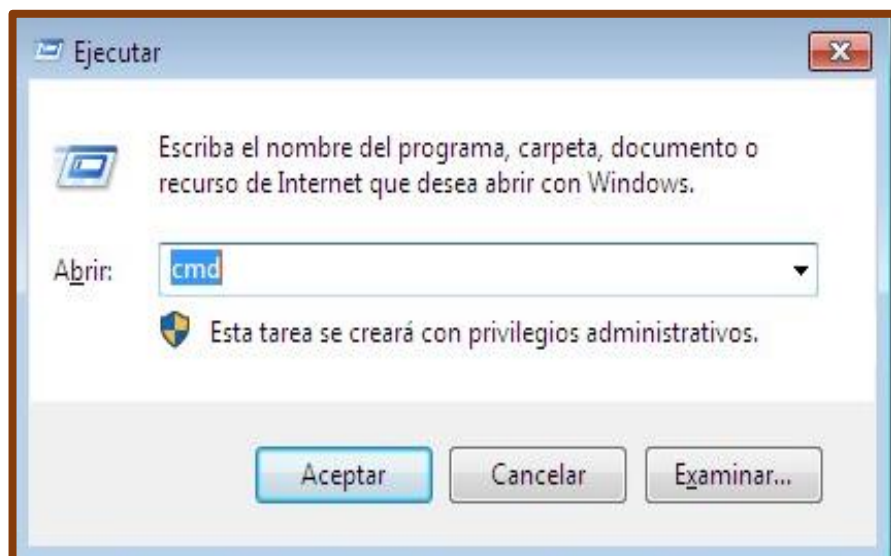 Ejecutar
Escriba el nombre del programa, carpeta, documento o
recurso de Internet que desea abrir con Windows.
Abrir: cmd
Esta tarea se creará con privilegios administrativos.
Aceptar Cancelar Examinar...